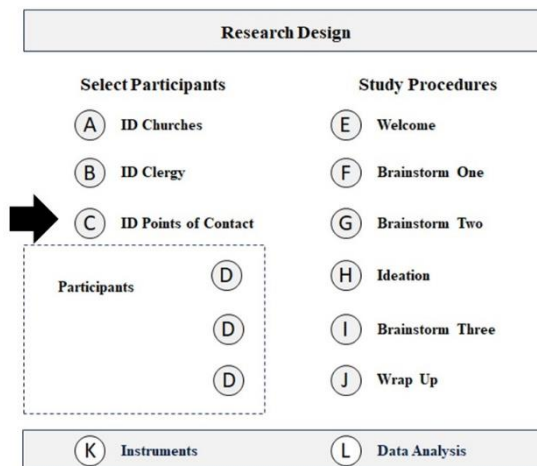 Research Design
Select Participants
A ID Churches
B ID Clergy
C ID Points of Contact
Participants
D
D
D
Study Procedures
E Welcome
F Brainstorm One
G Brainstorm Two
H Ideation
I Brainstorm Three
J Wrap Up
K Instruments
L Data Analysis